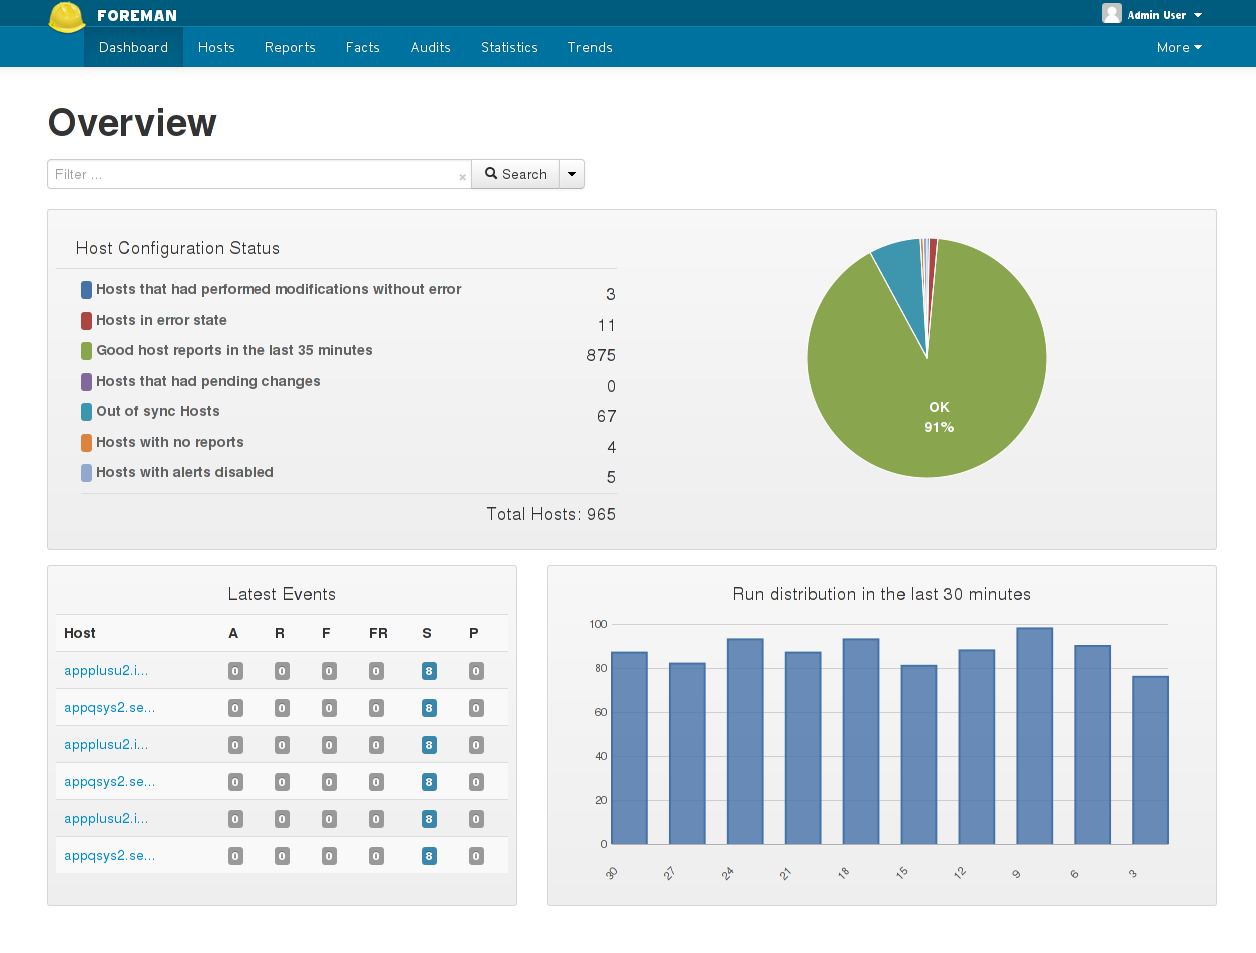 FOREMAN
Admin User
Dashboard Hosts Reports Facts Audits Statistics Trends More
Overview
Filter ... × Search
Host Configuration Status
Hosts that had performed modifications without error 3
Hosts in error state 11
Good host reports in the last 35 minutes 875
Hosts that had pending changes 0
Out of sync Hosts 67
Hosts with no reports 4
Hosts with alerts disabled 5
Total Hosts: 965
OK
91%
Latest Events
Host A R F FR S P
appplusu2.i... 0 0 0 0 8 0
appqsys2.se... 0 0 0 0 8 0
appplusu2.i... 0 0 0 0 8 0
appqsys2.se... 0 0 0 0 8 0
appplusu2.i... 0 0 0 0 8 0
appqsys2.se... 0 0 0 0 8 0
Run distribution in the last 30 minutes
100
80
60
40
20
0
30 27 24 21 18 15 12 9 6 3